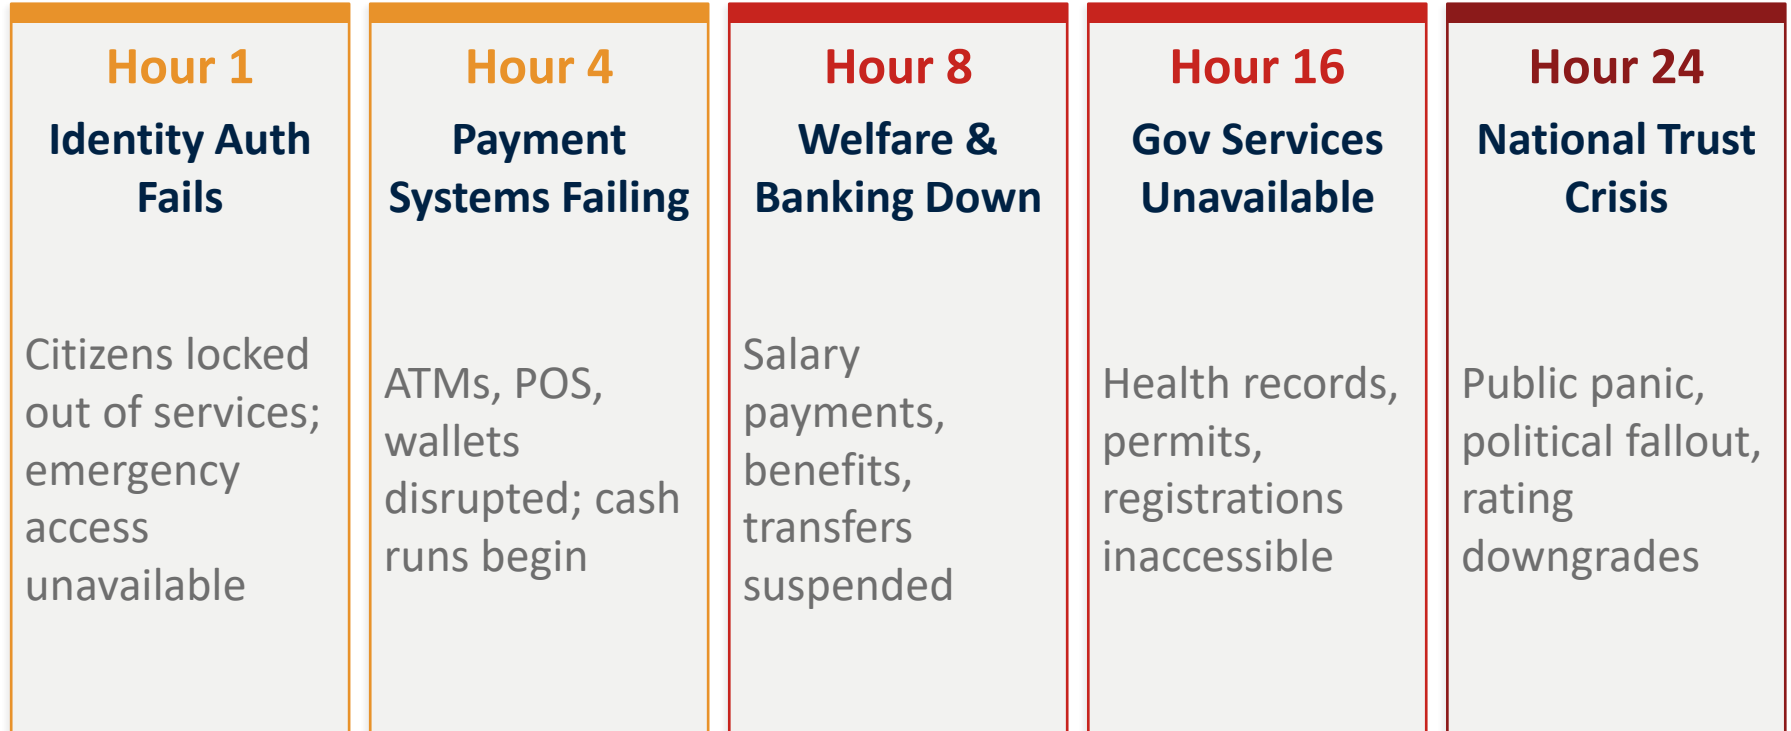 Hour 1
Identity Auth
Fails
Citizens locked
out of services;
emergency
access
unavailable
Hour 4
Payment
Systems Failing
ATMs, POS,
wallets
disrupted; cash
runs begin
Hour 8
Welfare &
Banking Down
Salary
payments,
benefits,
transfers
suspended
Hour 16
Gov Services
Unavailable
Health records,
permits,
registrations
inaccessible
Hour 24
National Trust
Crisis
Public panic,
political fallout,
rating
downgrades